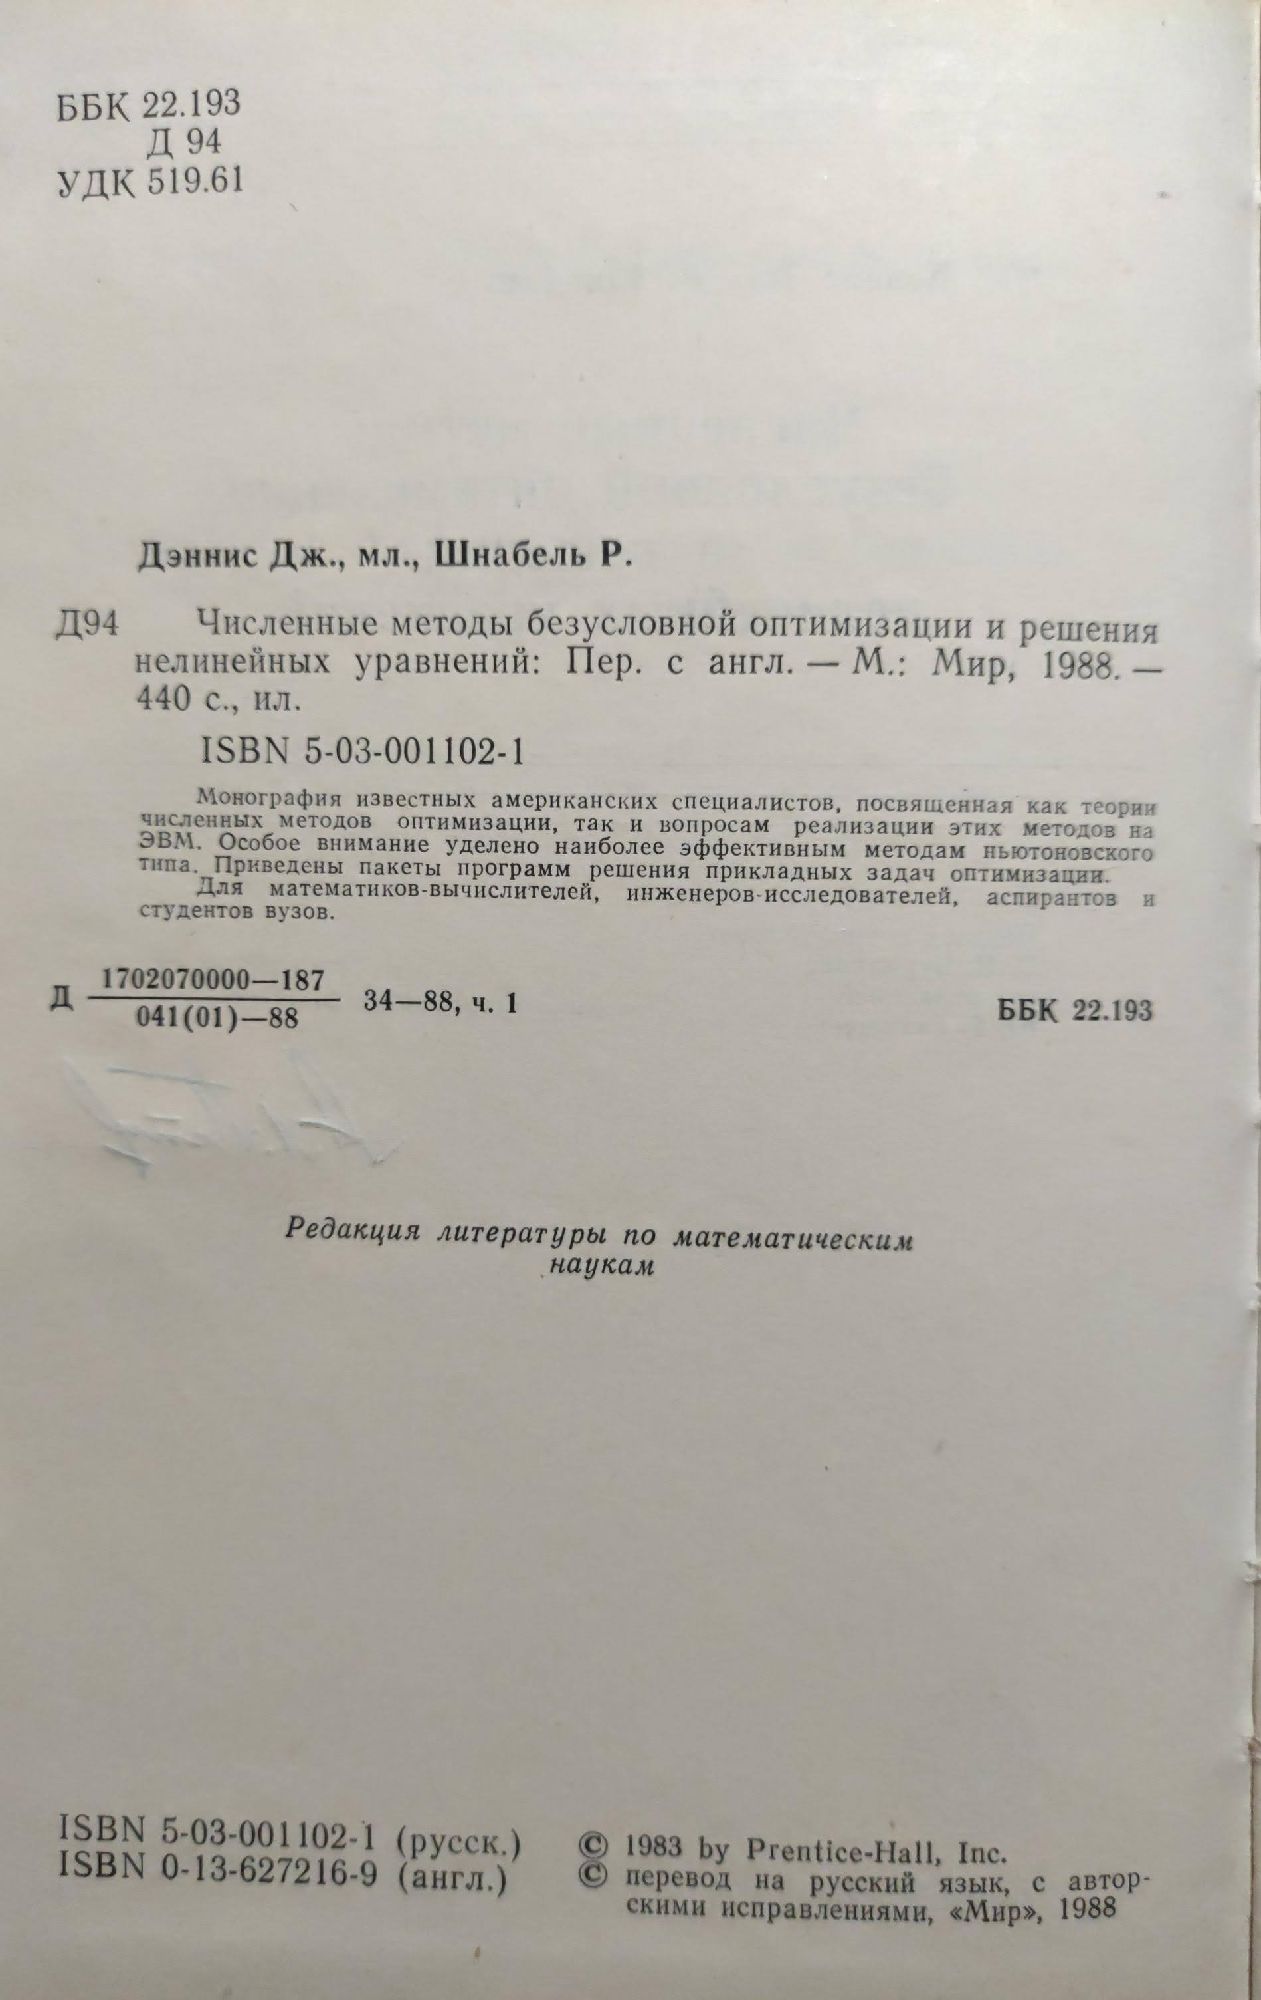 ББК 22.193
Д 94
УДК 519.61
Дэннис Дж., мл., Шнабель Р.
Д94 Численные методы безусловной оптимизации и решения
нелинейных уравнений: Пер. с англ. — М.: Мир, 1988. —
440 с., ил.
ISBN 5-03-001102-1
Монография известных американских специалистов, посвященная как теории
численных методов оптимизации, так и вопросам реализации этих методов на
ЭВМ. Особое внимание уделено наиболее эффективным методам ньютоновского
типа. Приведены пакеты программ решения прикладных задач оптимизации.
Для математиков-вычислителей, инженеров-исследователей, аспирантов и
студентов вузов.
1702070000—187
Д 34—88, ч. 1
041(01)—88
ББК 22.193
Редакция литературы по математическим
наукам
ISBN 5-03-001102-1 (русск.)
ISBN 0-13-627216-9 (англ.)
© 1983 by Prentice-Hall, Inc.
© перевод на русский язык, с автор-
скими исправлениями, «Мир», 1988